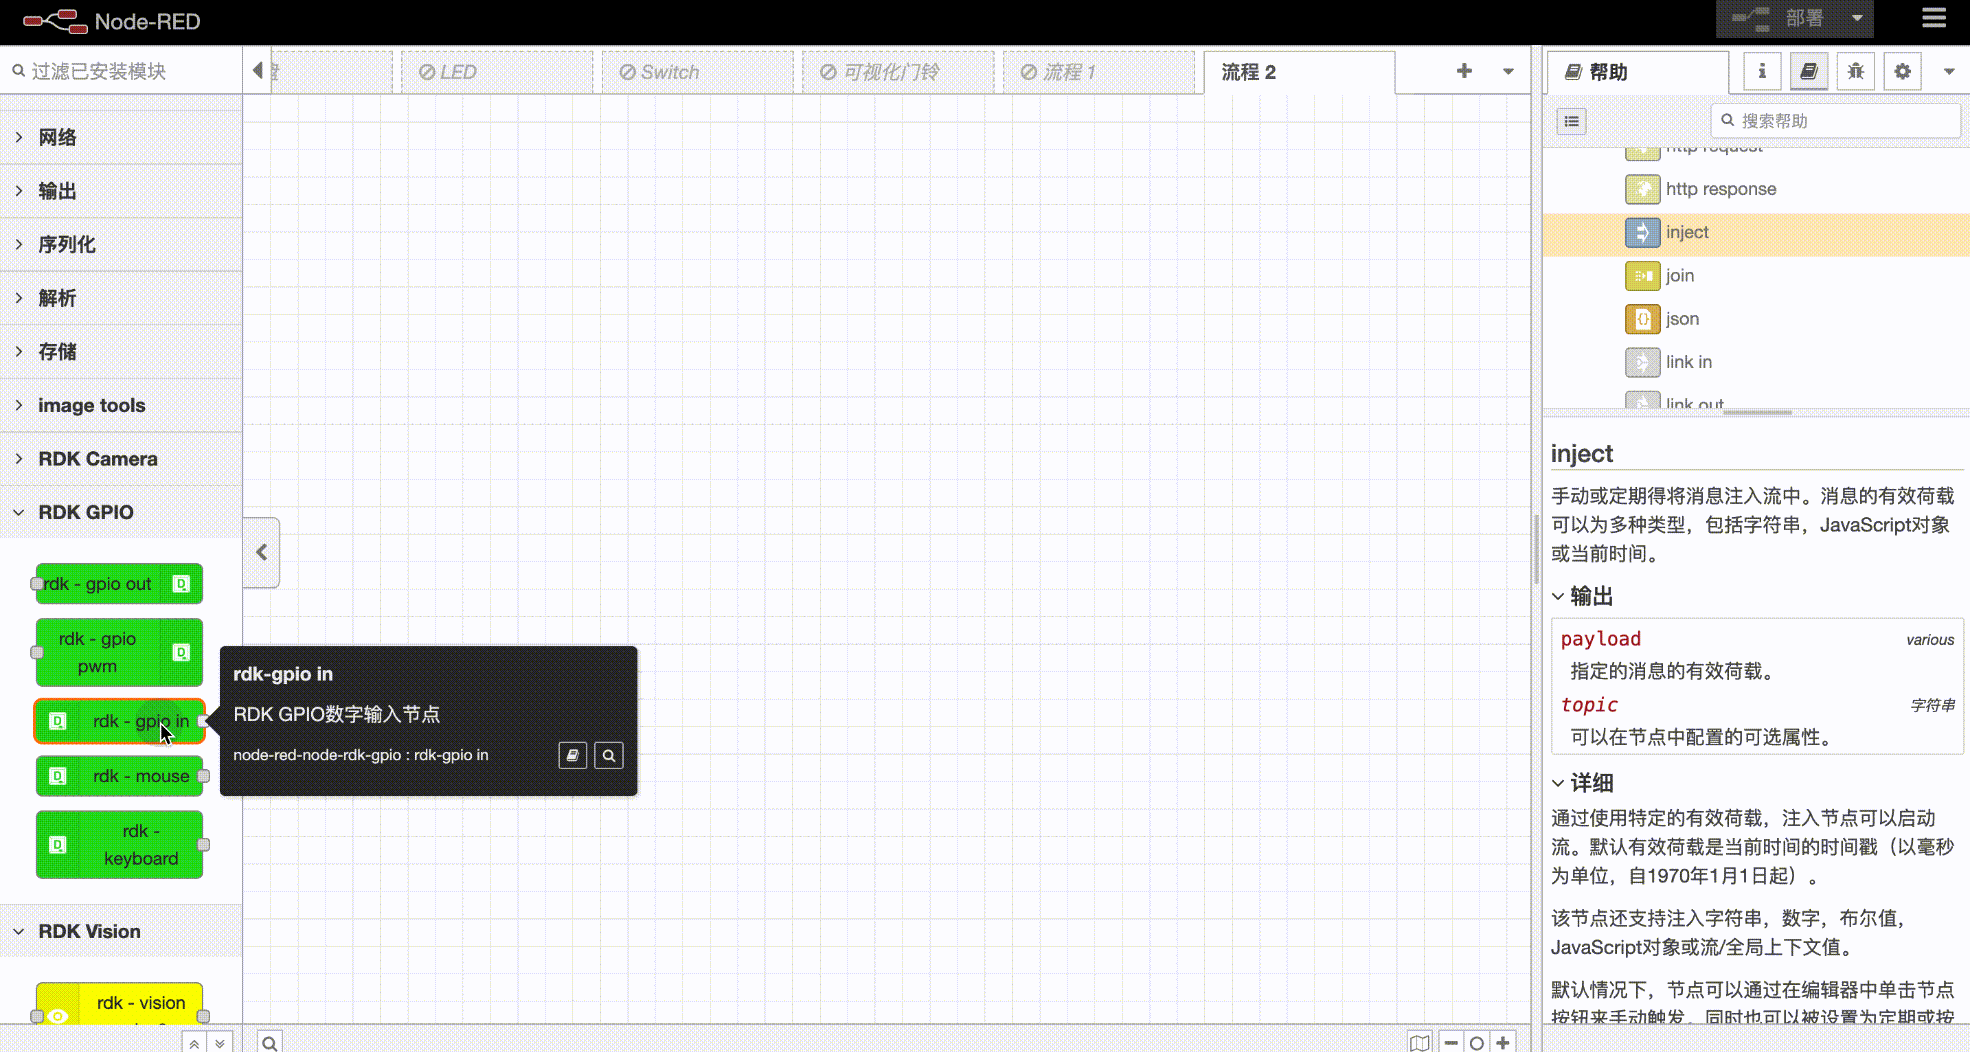 Node-RED
部署
过滤已安装模块
LED
Switch
可视化门铃
流程 1
流程 2
帮助
搜索帮助
网络
输出
序列化
解析
存储
image tools
RDK Camera
RDK GPIO
rdk - gpio out
rdk - gpio
pwm
rdk - gpio in
rdk - mouse
rdk -
keyboard
RDK Vision
rdk - vision
rdk-gpio in
RDK GPIO数字输入节点
node-red-node-rdk-gpio : rdk-gpio in
http request
http response
inject
join
json
link in
link out
inject
手动或定期得将消息注入流中。消息的有效荷载
可以为多种类型，包括字符串，JavaScript对象
或当前时间。
输出
payload various
指定的消息的有效荷载。
topic 字符串
可以在节点中配置的可选属性。
详细
通过使用特定的有效荷载，注入节点可以启动
流。默认有效荷载是当前时间的时间戳（以毫秒
为单位，自1970年1月1日起）。
该节点还支持注入字符串，数字，布尔值，
JavaScript对象或流/全局上下文值。
默认情况下，节点可以通过在编辑器中单击节点
按钮来手动触发。同时也可以被设置为定期或按